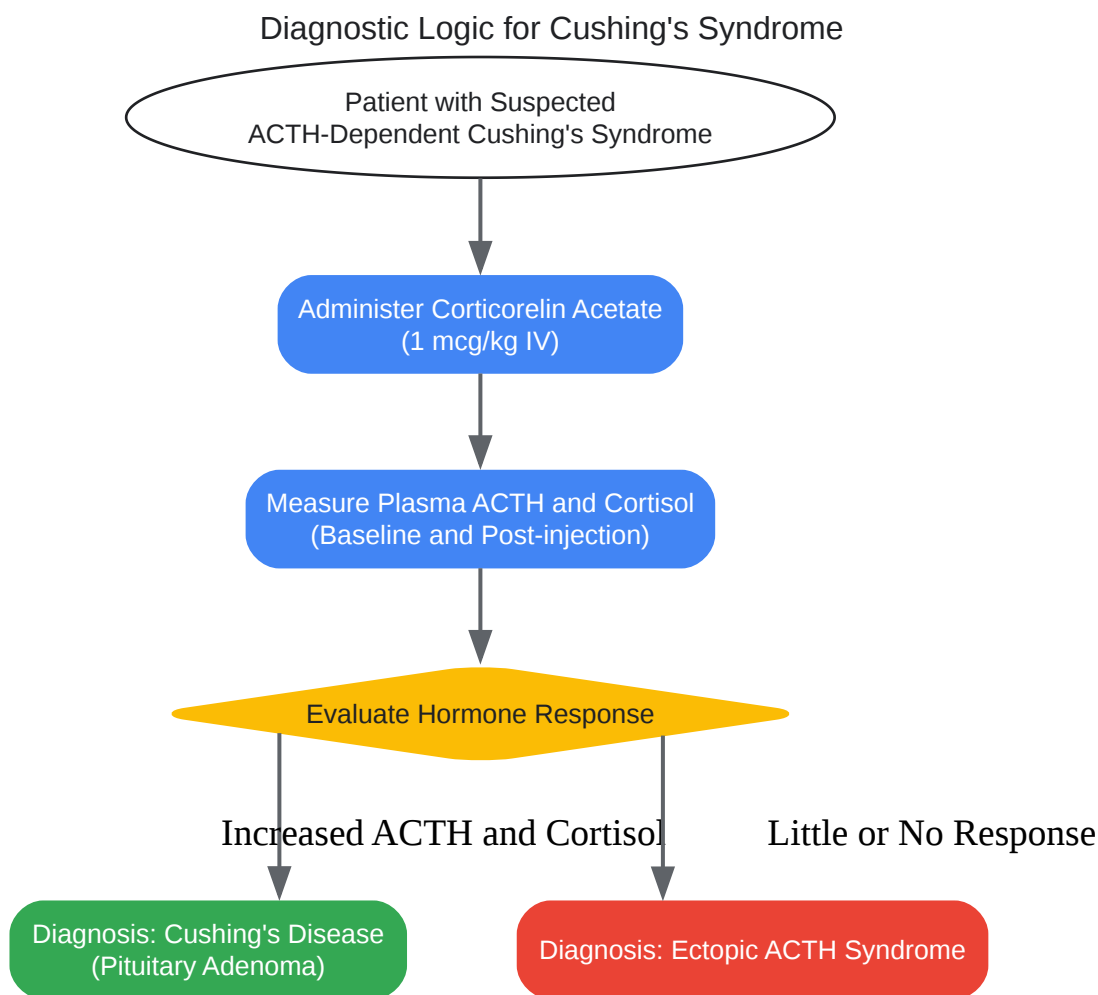 Diagnostic Logic for Cushing's Syndrome
Patient with Suspected
ACTH-Dependent Cushing's Syndrome
Administer Corticorelin Acetate
(1 mcg/kg IV)
Measure Plasma ACTH and Cortisol
(Baseline and Post-injection)
Evaluate Hormone Response
Increased ACTH and Cortisol
Little or No Response
Diagnosis: Cushing's Disease
(Pituitary Adenoma)
Diagnosis: Ectopic ACTH Syndrome